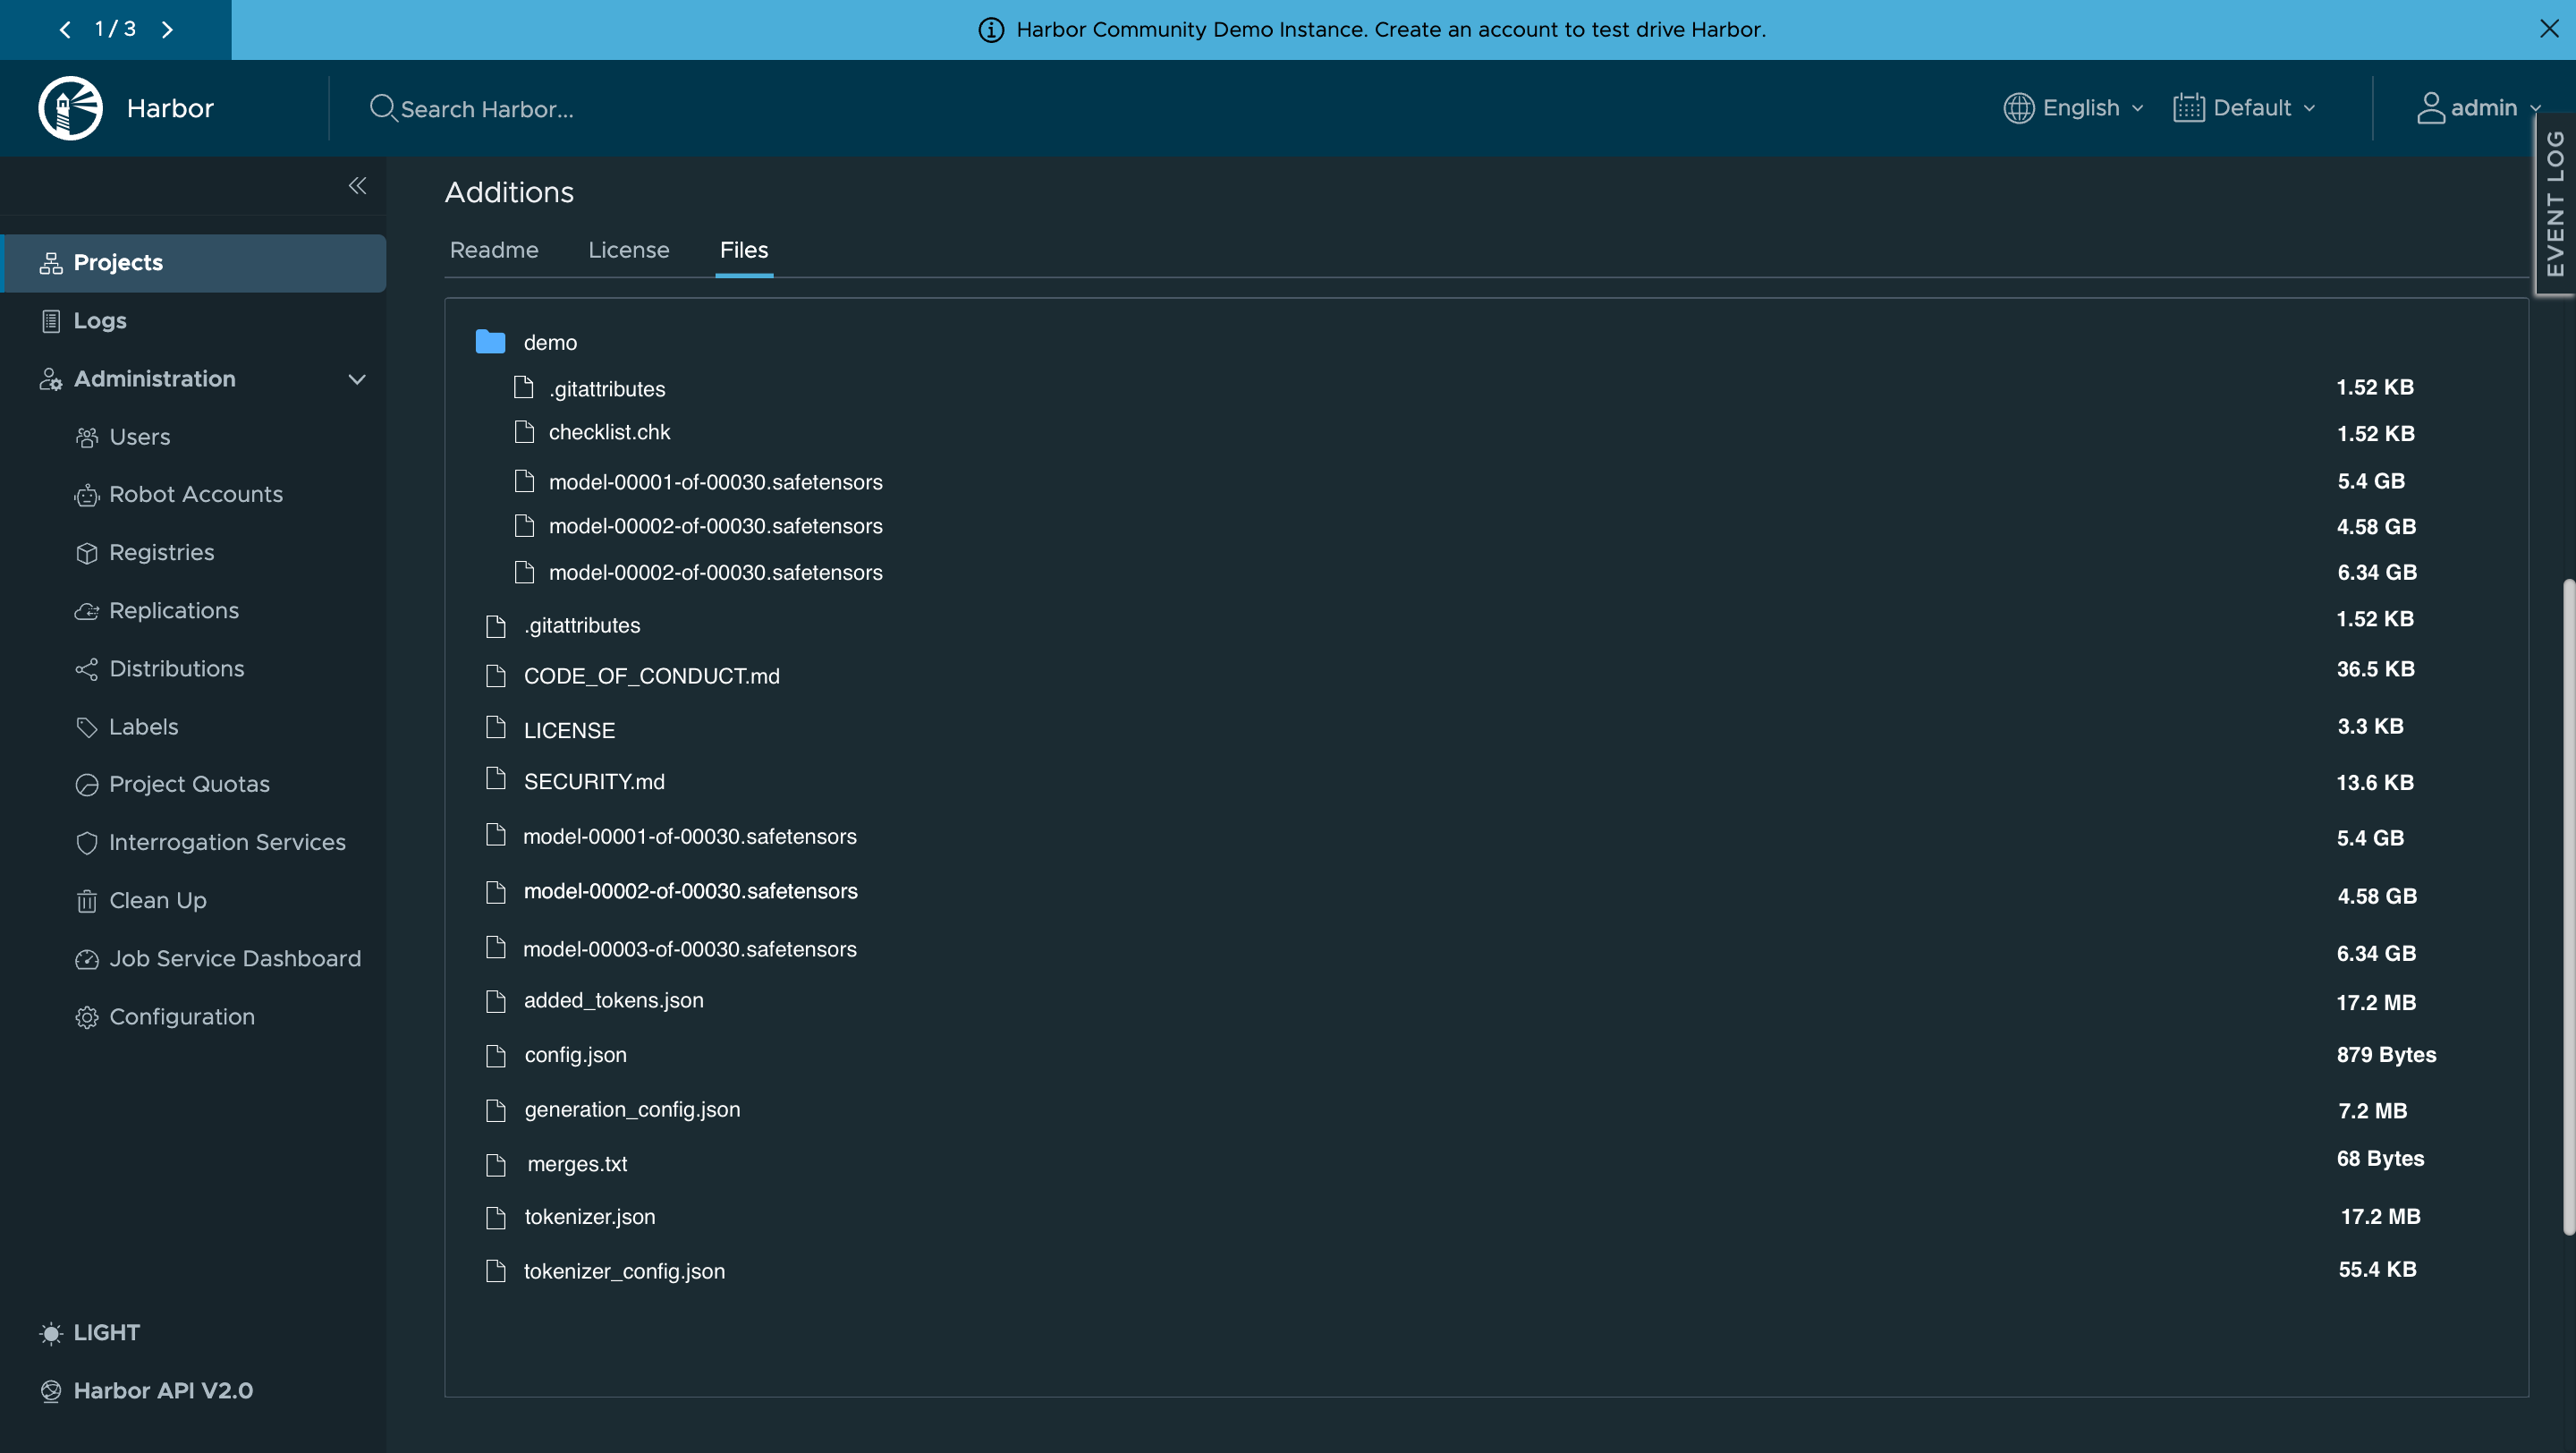 1 / 3
Harbor Community Demo Instance. Create an account to test drive Harbor.
Harbor
Search Harbor...
English
Default
admin
EVENT LOG
Projects
Logs
Administration
Users
Robot Accounts
Registries
Replications
Distributions
Labels
Project Quotas
Interrogation Services
Clean Up
Job Service Dashboard
Configuration
LIGHT
Harbor API V2.0
Additions
Readme License Files
demo
.gitattributes 1.52 KB
checklist.chk 1.52 KB
model-00001-of-00030.safetensors 5.4 GB
model-00002-of-00030.safetensors 4.58 GB
model-00002-of-00030.safetensors 6.34 GB
.gitattributes 1.52 KB
CODE_OF_CONDUCT.md 36.5 KB
LICENSE 3.3 KB
SECURITY.md 13.6 KB
model-00001-of-00030.safetensors 5.4 GB
model-00002-of-00030.safetensors 4.58 GB
model-00003-of-00030.safetensors 6.34 GB
added_tokens.json 17.2 MB
config.json 879 Bytes
generation_config.json 7.2 MB
merges.txt 68 Bytes
tokenizer.json 17.2 MB
tokenizer_config.json 55.4 KB